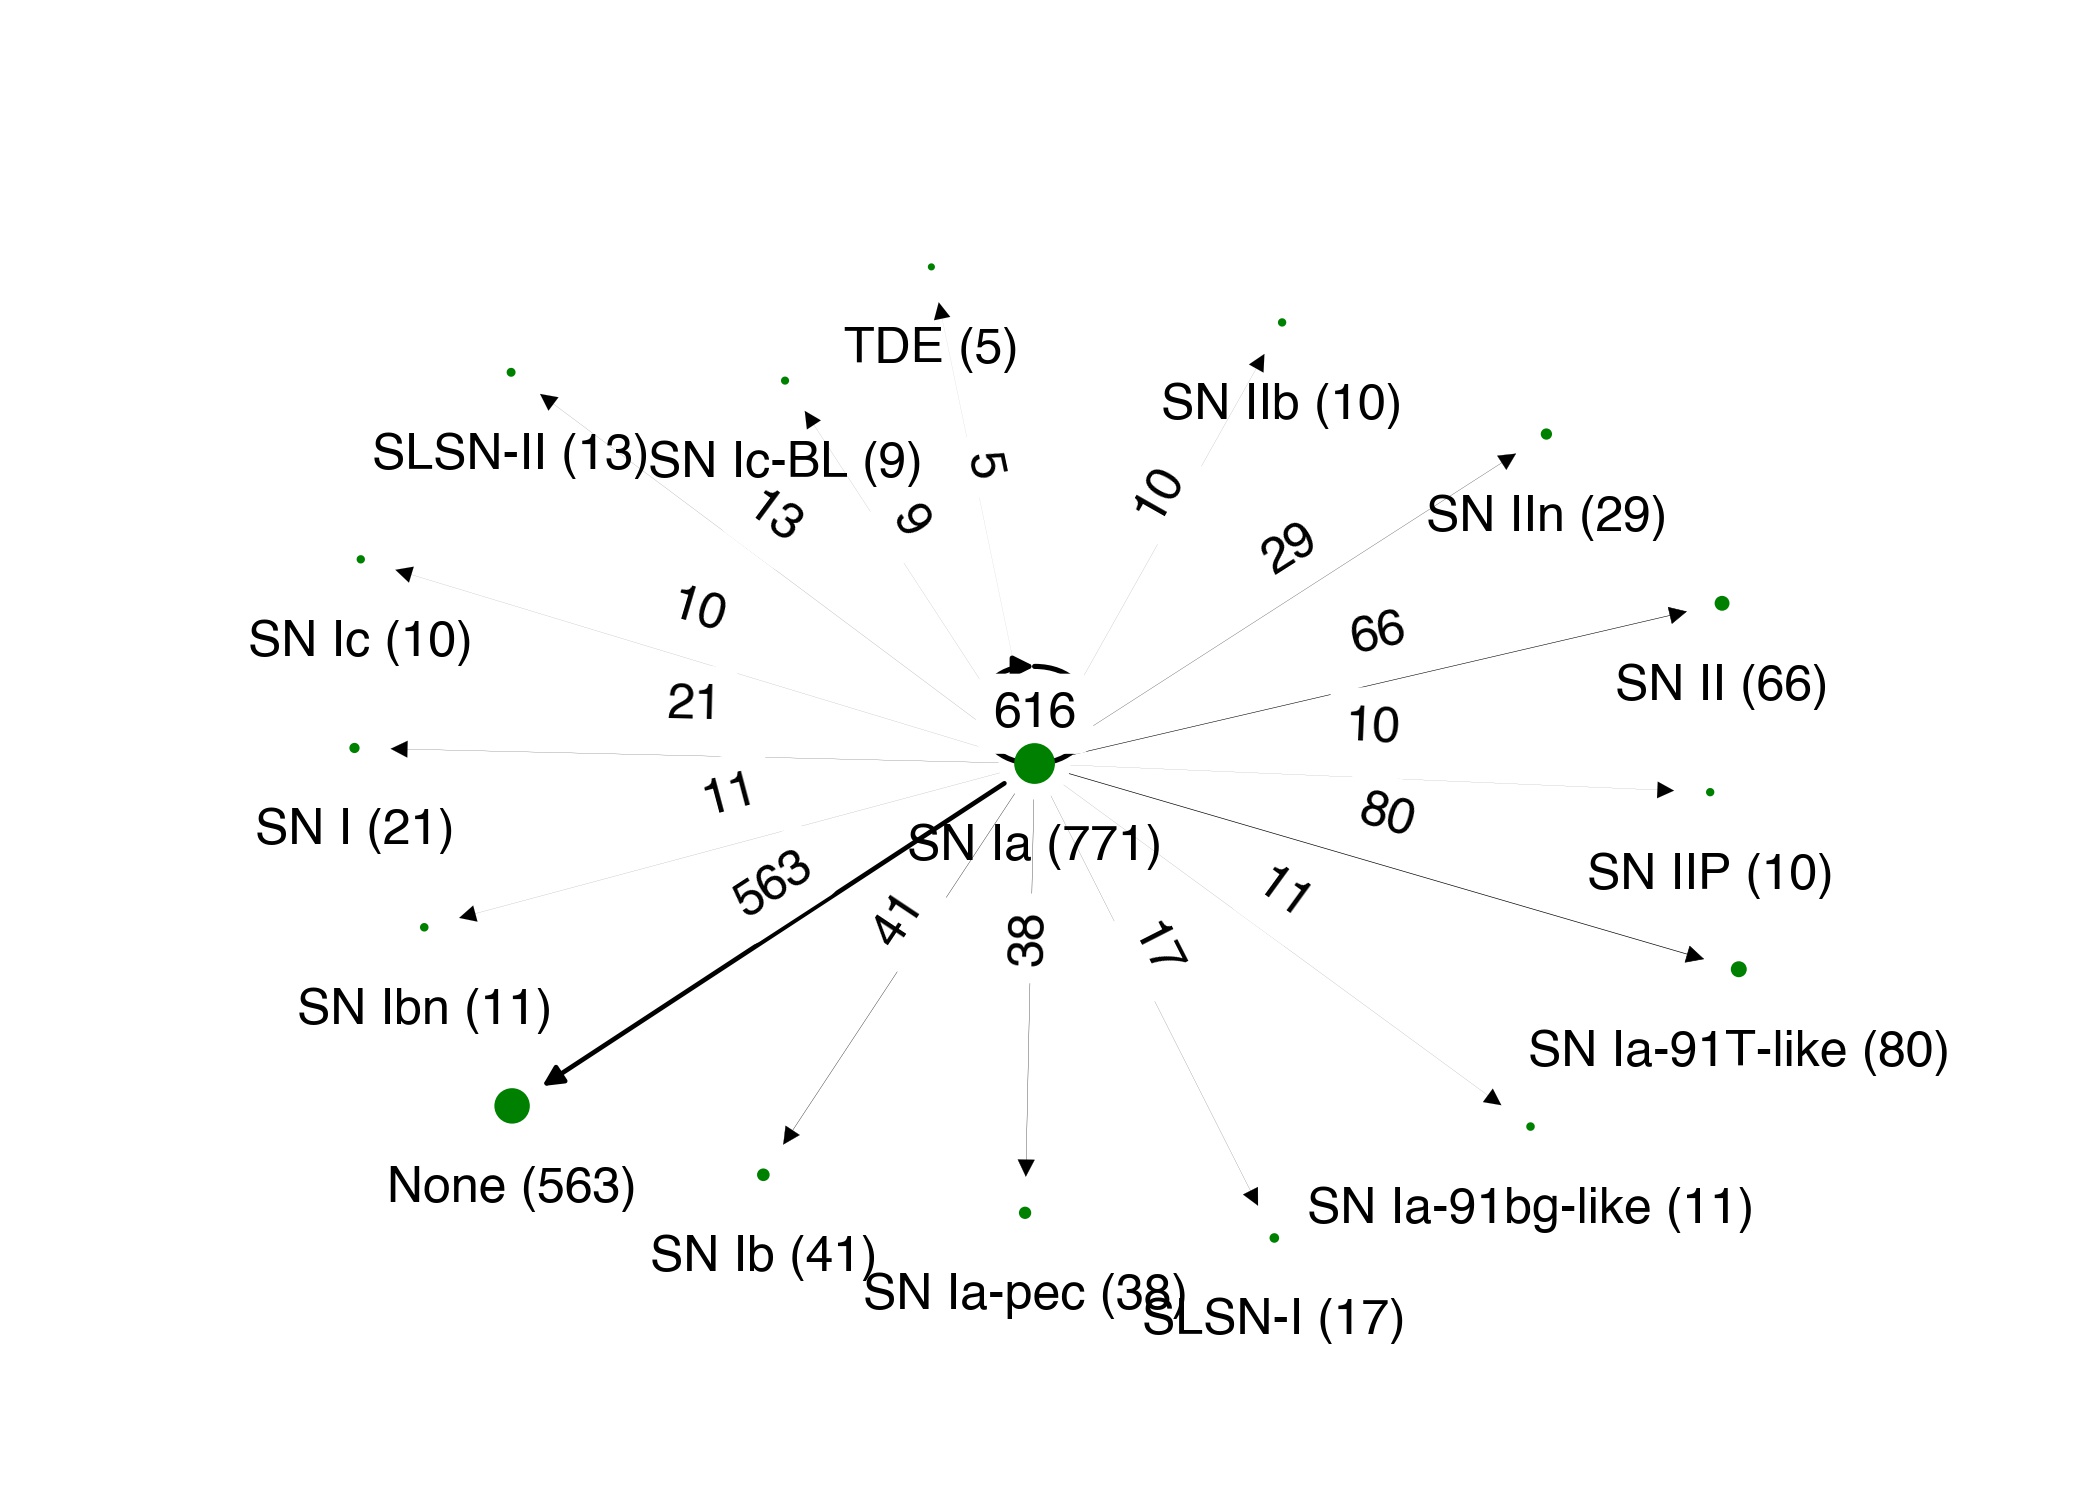 TDE (5)
SN IIb (10)
SLSN-II (13)
SN Ic-BL (9)
5
10
13
9
SN IIn (29)
29
10
SN Ic (10)
66
SN II (66)
21
616
10
11
SN I (21)
80
SN Ia (771)
563
SN IIP (10)
11
41
38
17
SN Ibn (11)
SN Ia-91T-like (80)
None (563)
SN Ia-91bg-like (11)
SN Ib (41)
SN Ia-pec (38)
SLSN-I (17)